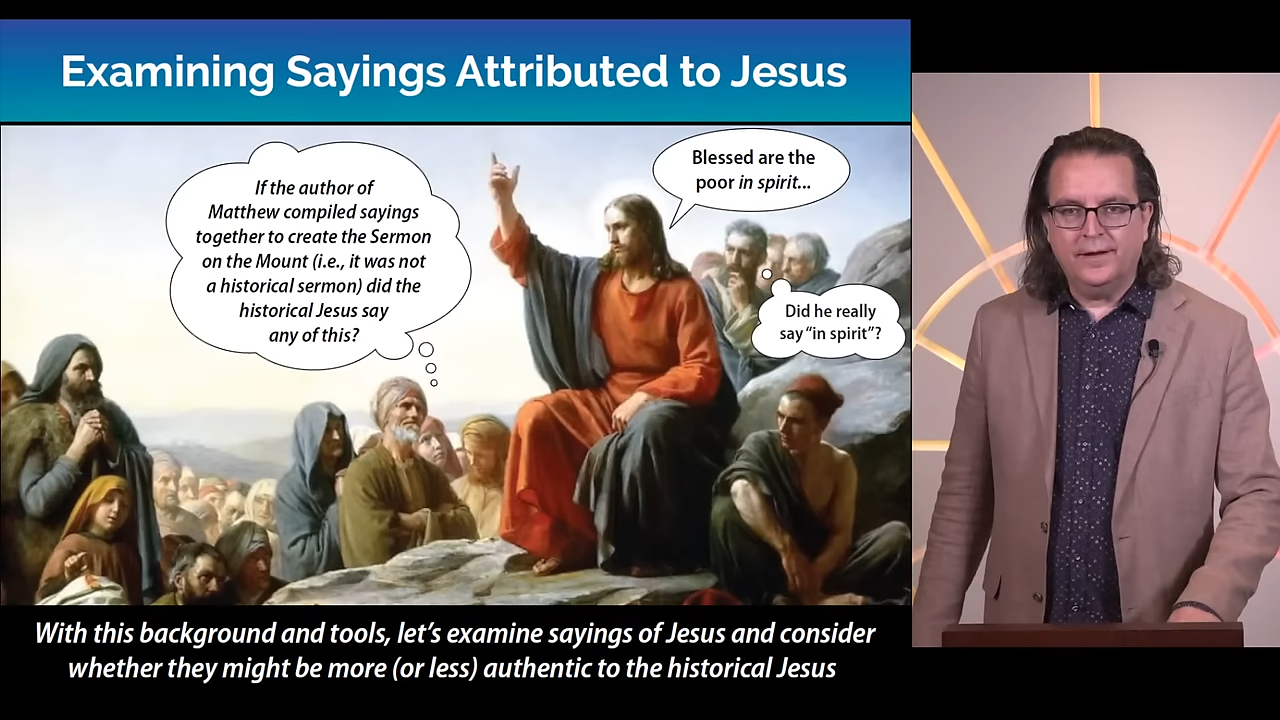 Examining Sayings Attributed to Jesus
If the author of
Matthew compiled sayings
together to create the Sermon
on the Mount (i.e., it was not
a historical sermon) did the
historical Jesus say
any of this?
Blessed are the
poor in spirit...
Did he really
say “in spirit”?
With this background and tools, let’s examine sayings of Jesus and consider
whether they might be more (or less) authentic to the historical Jesus